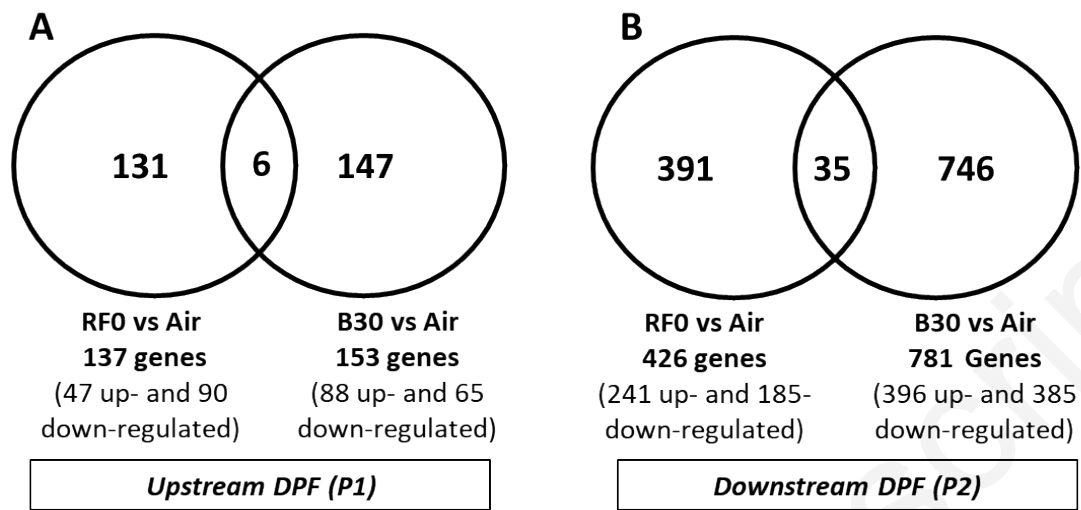 A
131
6
147
RF0 vs Air
137 genes
(47 up- and 90
down-regulated)
B30 vs Air
153 genes
(88 up- and 65
down-regulated)
Upstream DPF (P1)
B
391
35
746
RF0 vs Air
426 genes
(241 up- and 185-
down-regulated)
B30 vs Air
781 Genes
(396 up- and 385
down-regulated)
Downstream DPF (P2)